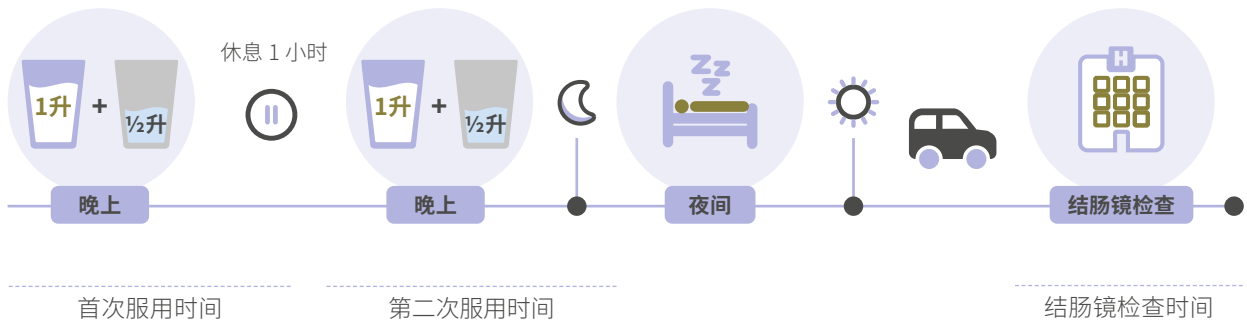 休息 1 小时
1升 + ½升
1升 + ½升
Z Z Z
H
晚上
晚上
夜间
结肠镜检查
首次服用时间
第二次服用时间
结肠镜检查时间